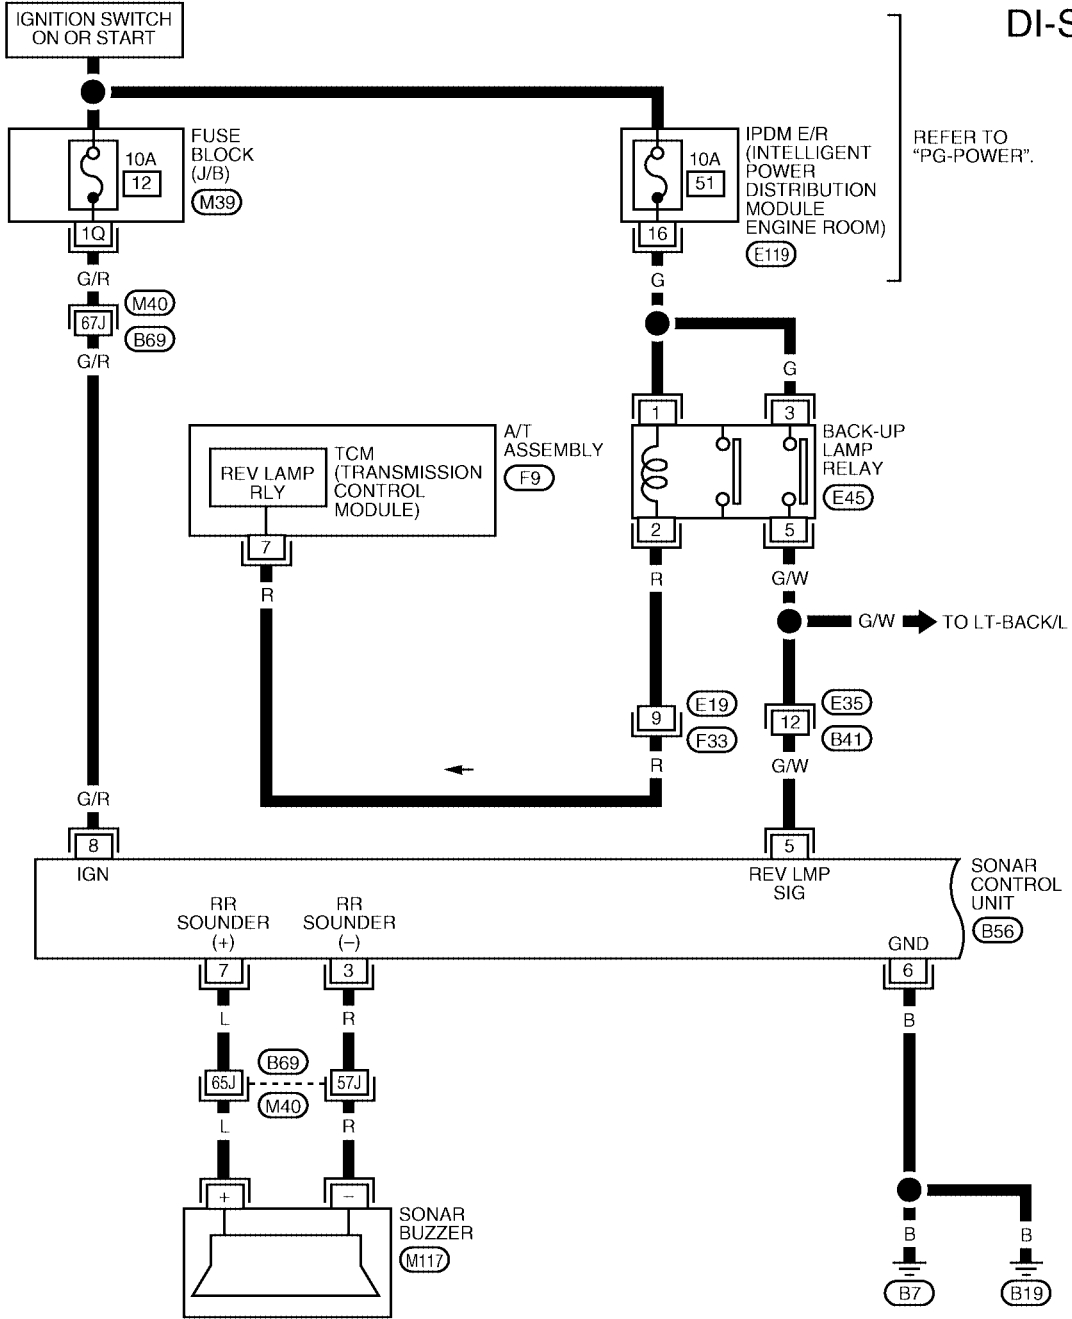 IGNITION SWITCH
ON OR START
DI-S
FUSE
BLOCK
(J/B)
M39
10A
12
1Q
G/R
M40
67J
B69
G/R
IPDM E/R
(INTELLIGENT
POWER
DISTRIBUTION
MODULE
ENGINE ROOM)
E119
10A
51
16
G
REFER TO
“PG-POWER”.
G
1
3
BACK-UP
LAMP
RELAY
E45
2
5
A/T
ASSEMBLY
F9
TCM
(TRANSMISSION
CONTROL
MODULE)
REV LAMP
RLY
7
R
R
G/W
G/W
TO LT-BACK/L
9
E19
F33
12
E35
B41
R
G/W
G/R
8
IGN
5
REV LMP
SIG
SONAR
CONTROL
UNIT
B56
RR
SOUNDER
(+)
RR
SOUNDER
(–)
GND
7
3
6
L
R
B
65J
B69
M40
57J
L
R
+
–
SONAR
BUZZER
M117
B
B
B7
B19